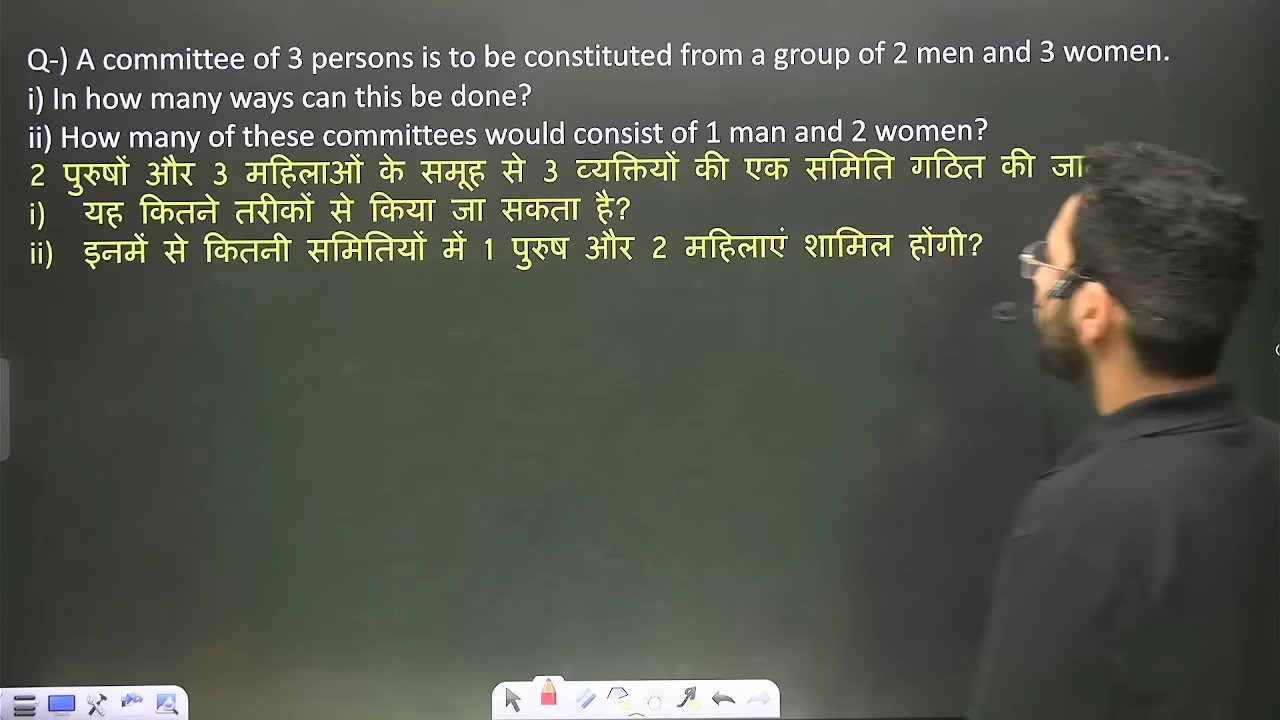 Q-) A committee of 3 persons is to be constituted from a group of 2 men and 3 women.
i) In how many ways can this be done?
ii) How many of these committees would consist of 1 man and 2 women?
2 पुरुषों और 3 महिलाओं के समूह से 3 व्यक्तियों की एक समिति गठित की
i) यह कितने तरीकों से किया जा सकता है?
ii) इनमें से कितनी समितियों में 1 पुरुष और 2 महिलाएं शामिल होंगी?